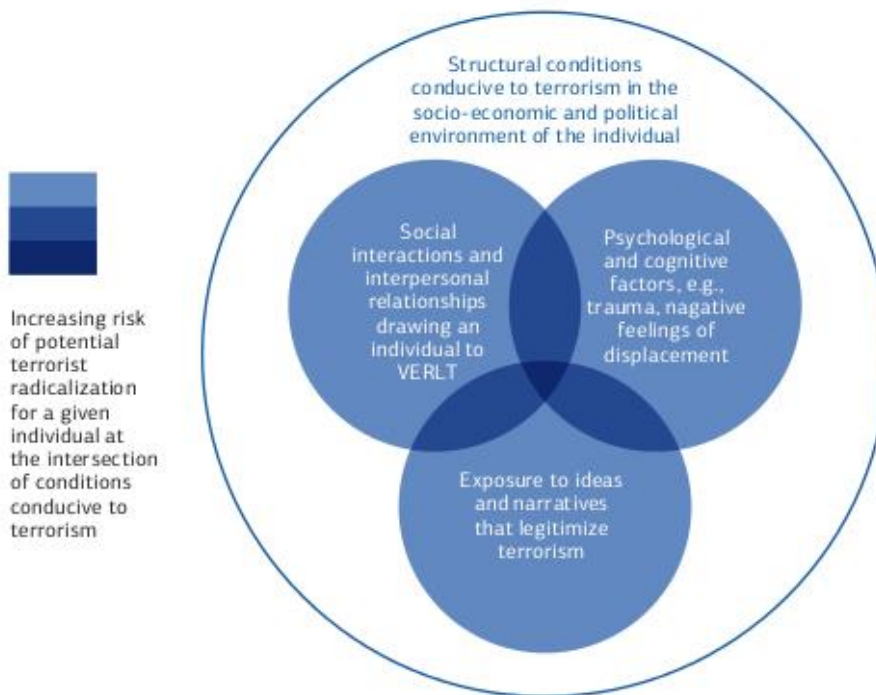 Structural conditions
conducive to terrorism in the
socio-economic and political
environment of the individual
Social
interactions and
interpersonal
relationships
drawing an
individual to
VERLT
Psychological
and cognitive
factors, e.g.,
trauma, nagative
feelings of
displacement
Exposure to ideas
and narratives
that legitimize
terrorism
Increasing risk
of potential
terrorist
radicalization
for a given
individual at
the intersection
of conditions
conducive to
terrorism